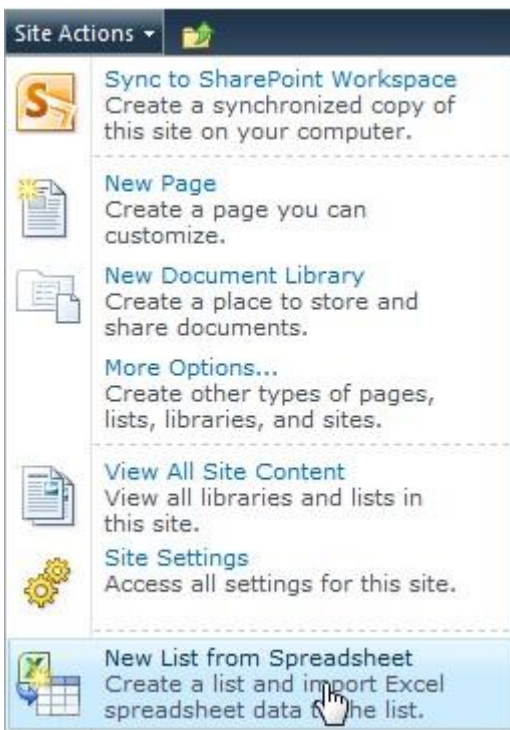 Site Actions
Sync to SharePoint Workspace
Create a synchronized copy of
this site on your computer.
New Page
Create a page you can
customize.
New Document Library
Create a place to store and
share documents.
More Options...
Create other types of pages,
lists, libraries, and sites.
View All Site Content
View all libraries and lists in
this site.
Site Settings
Access all settings for this site.
New List from Spreadsheet
Create a list and import Excel
spreadsheet data the list.